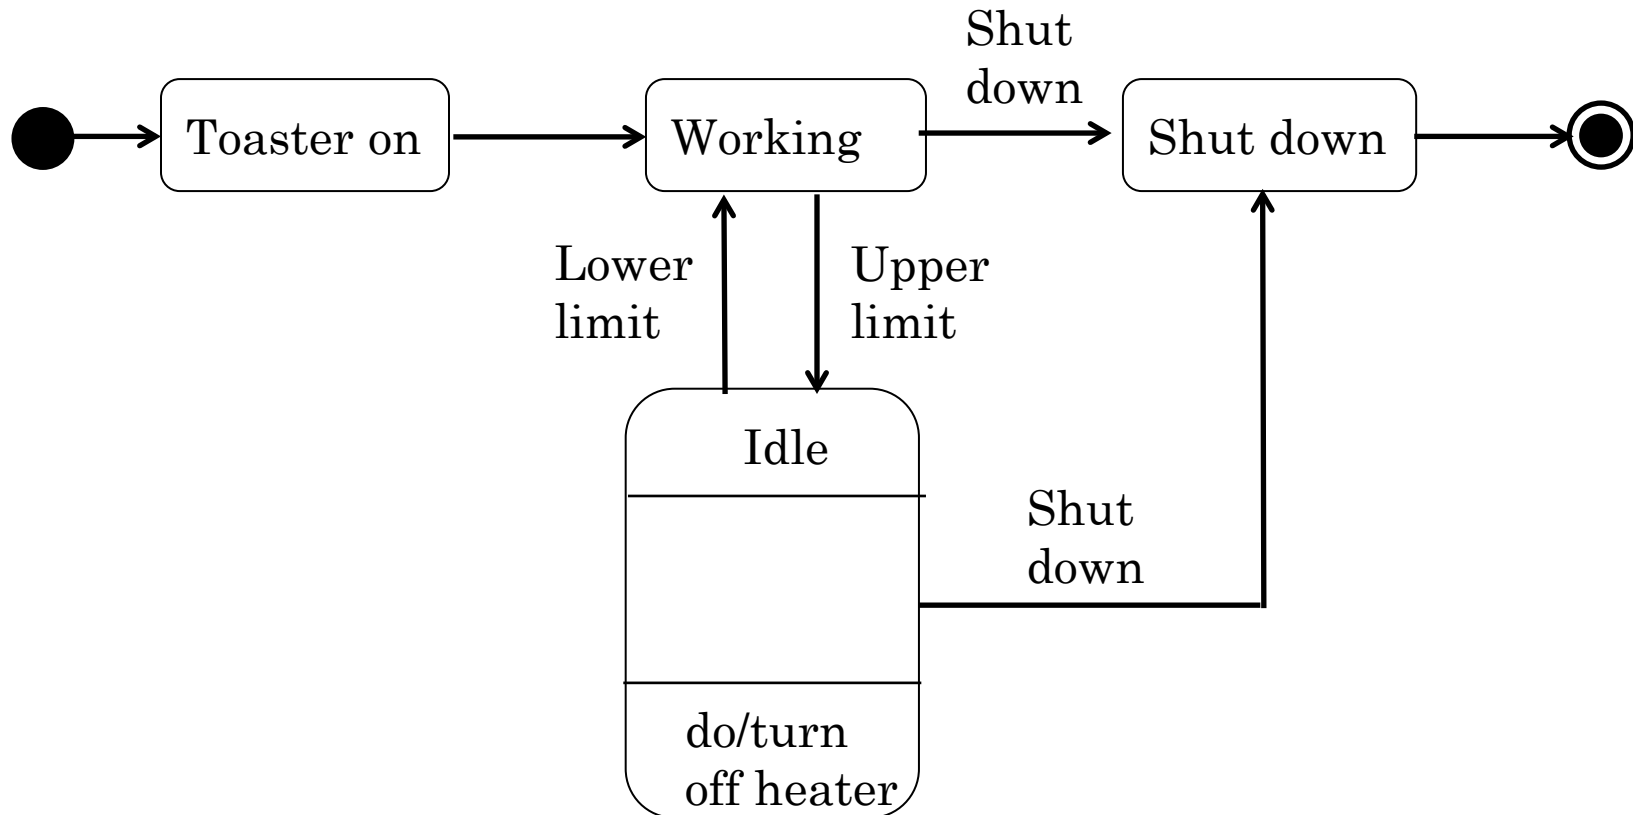 Shut
down
Toaster on
Working
Shut down
Lower
limit
Upper
limit
Idle
Shut
down
do/turn
off heater